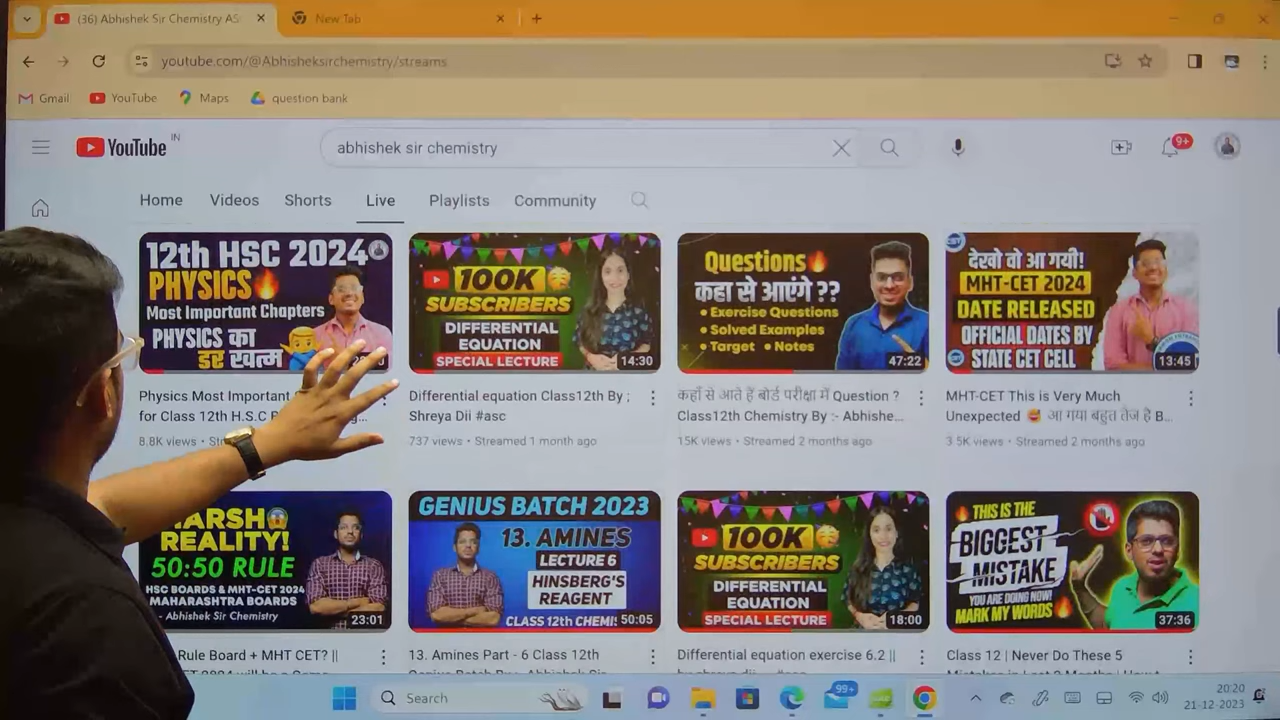 (36) Abhishek Sir Chemistry AS
New Tab
youtube.com/@Abhisheksirchemistry/streams
Gmail
YouTube
Maps
question bank
YouTube IN
abhishek sir chemistry
9+
Home
Videos
Shorts
Live
Playlists
Community
12th HSC 2024
PHYSICS
Most Important Chapters
PHYSICS का
डर खत्म
100K
SUBSCRIBERS
DIFFERENTIAL
EQUATION
SPECIAL LECTURE
14:30
Questions
कहा से आएंगे ??
• Exercise Questions
• Solved Examples
• Target • Notes
47:22
देखो वो आ गयी!
MHT-CET 2024
DATE RELEASED
OFFICIAL DATES BY
STATE CET CELL
13:45
Physics Most Important
for Class 12th H.S.C
8.8K views
Differential equation Class12th By ;
Shreya Dii #asc
737 views • Streamed 1 month ago
कहाँ से आते हैं बोर्ड परीक्षा में Question ?
Class12th Chemistry By :- Abhishe...
15K views • Streamed 2 months ago
MHT-CET This is Very Much
Unexpected 😅 आ गया बहुत तेज है B...
3.5K views • Streamed 2 months ago
HARSH
REALITY!
50:50 RULE
HSC BOARDS & MHT-CET 2024
MAHARASHTRA BOARDS
- Abhishek Sir Chemistry
23:01
GENIUS BATCH 2023
13. AMINES
LECTURE 6
HINSBERG'S
REAGENT
CLASS 12th CHEMI
50:05
100K
SUBSCRIBERS
DIFFERENTIAL
EQUATION
SPECIAL LECTURE
18:00
THIS IS THE
BIGGEST
MISTAKE
YOU ARE DOING NOW!
MARK MY WORDS
37:36
Rule Board + MHT CET? ||
13. Amines Part - 6 Class 12th
Differential equation exercise 6.2 ||
Class 12 | Never Do These 5
Search
99+
20:20
21-12-2023